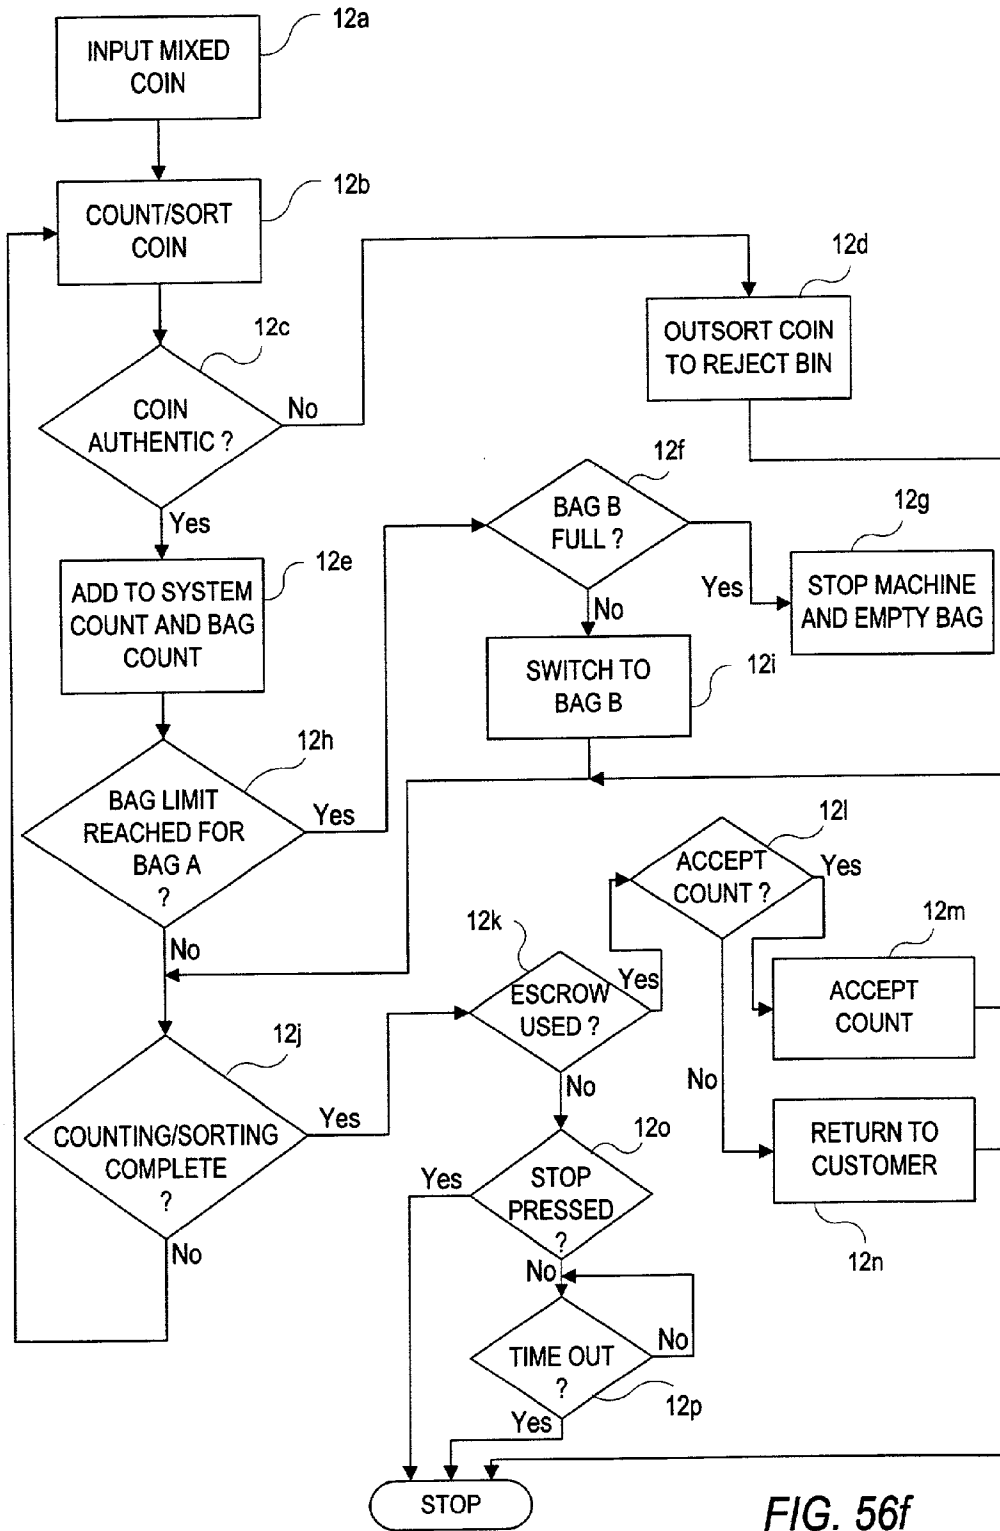 12a
INPUT MIXED
COIN
12b
COUNT/SORT
COIN
12c
COIN
AUTHENTIC ?
No
Yes
12d
OUTSORT COIN
TO REJECT BIN
12e
ADD TO SYSTEM
COUNT AND BAG
COUNT
12f
BAG B
FULL ?
Yes
No
12g
STOP MACHINE
AND EMPTY BAG
12i
SWITCH TO
BAG B
12h
BAG LIMIT
REACHED FOR
BAG A
?
Yes
No
12j
COUNTING/SORTING
COMPLETE
?
Yes
No
12k
ESCROW
USED ?
Yes
No
12l
ACCEPT
COUNT ?
Yes
No
12m
ACCEPT
COUNT
RETURN TO
CUSTOMER
12n
12o
STOP
PRESSED
?
Yes
No
TIME OUT
?
No
12p
Yes
STOP
FIG. 56f